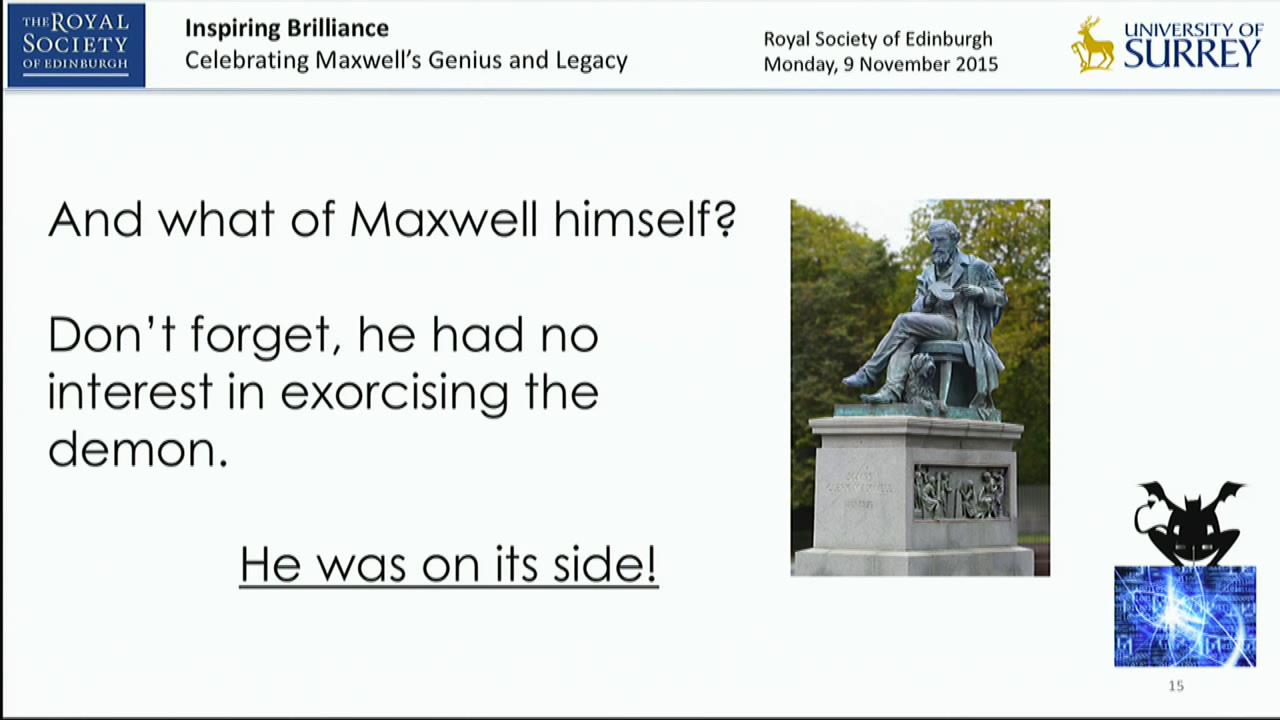 THE ROYAL
SOCIETY
OF EDINBURGH
Inspiring Brilliance
Celebrating Maxwell's Genius and Legacy
Royal Society of Edinburgh
Monday, 9 November 2015
UNIVERSITY OF
SURREY
And what of Maxwell himself?
Don't forget, he had no
interest in exorcising the
demon.
He was on its side!
15